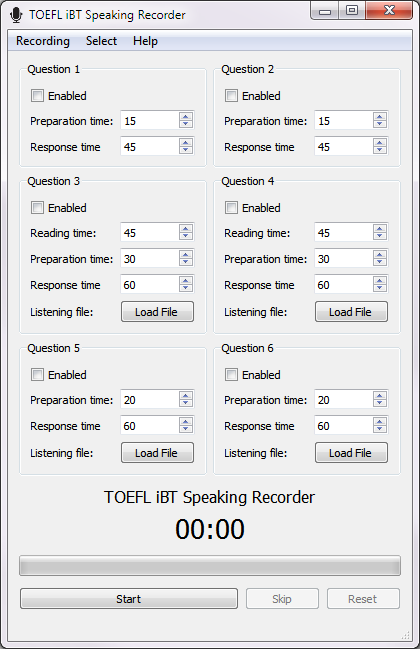 TOEFL iBT Speaking Recorder
Recording Select Help
Question 1
Enabled
Preparation time: 15
Response time 45
Question 2
Enabled
Preparation time: 15
Response time 45
Question 3
Enabled
Reading time: 45
Preparation time: 30
Response time 60
Listening file: Load File
Question 4
Enabled
Reading time: 45
Preparation time: 30
Response time 60
Listening file: Load File
Question 5
Enabled
Preparation time: 20
Response time 60
Listening file: Load File
Question 6
Enabled
Preparation time: 20
Response time 60
Listening file: Load File
TOEFL iBT Speaking Recorder
00:00
Start Skip Reset